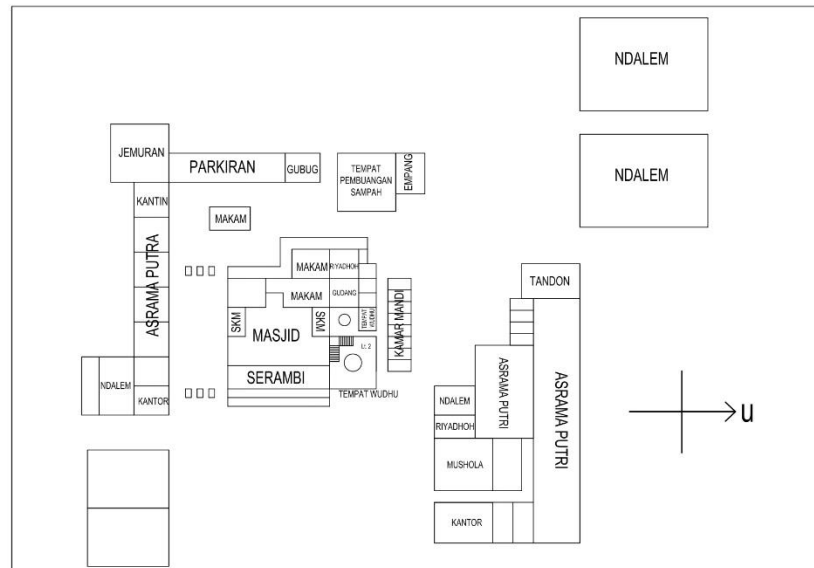 NDALEM
NDALEM
JEMURAN
PARKIRAN
GUBUG
TEMPAT
PEMBUANGAN
SAMPAH
EMPANG
KANTIN
MAKAM
ASRAMA PUTRA
MAKAM
RIYADHOH
MAKAM
GUDANG
SKM
MASJID
SKM
TEMPAT
WUDHU
KAMAR MANDI
Lt. 2
SERAMBI
TEMPAT WUDHU
NDALEM
KANTOR
TANDON
ASRAMA PUTRI
ASRAMA PUTRI
NDALEM
RIYADHOH
MUSHOLA
KANTOR
u